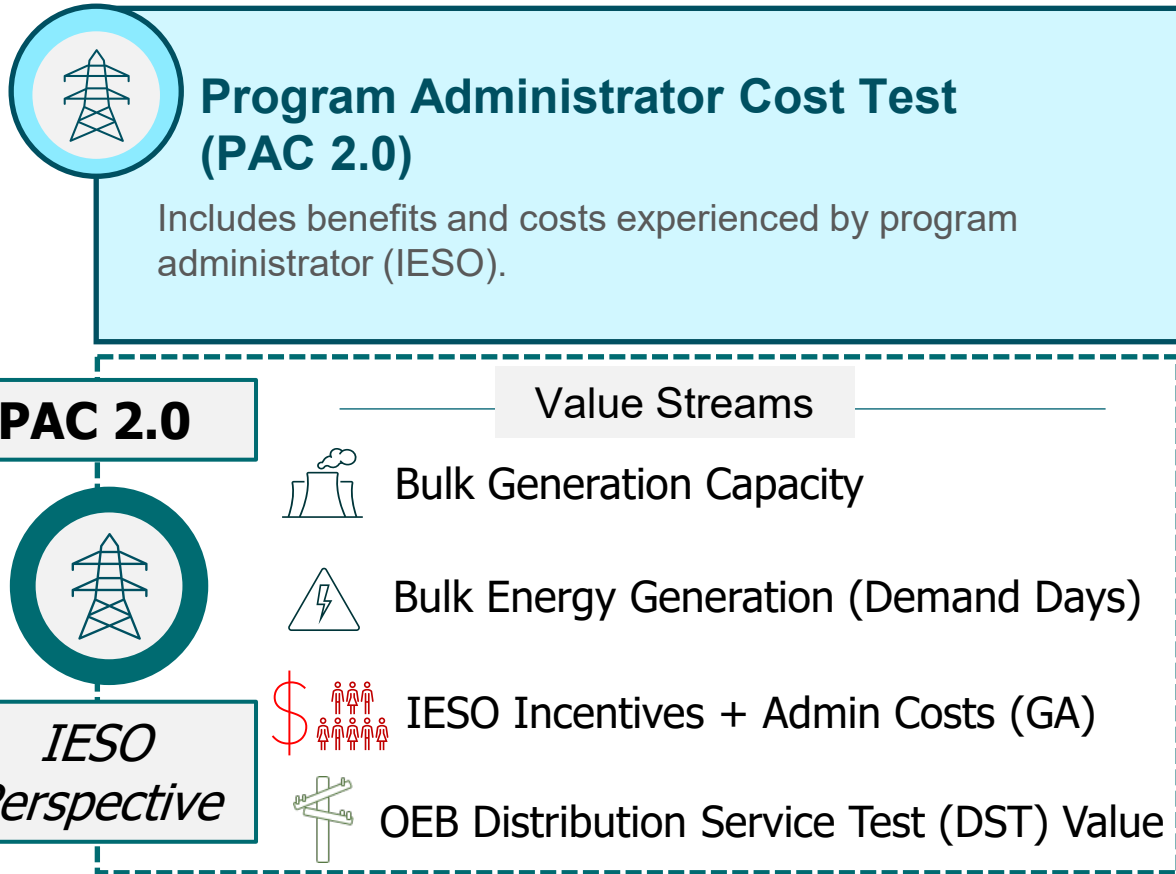 Program Administrator Cost Test
(PAC 2.0)
Includes benefits and costs experienced by program
administrator (IESO).
PAC 2.0
Value Streams
Bulk Generation Capacity
Bulk Energy Generation (Demand Days)
IESO Incentives + Admin Costs (GA)
IESO
Perspective
OEB Distribution Service Test (DST) Value